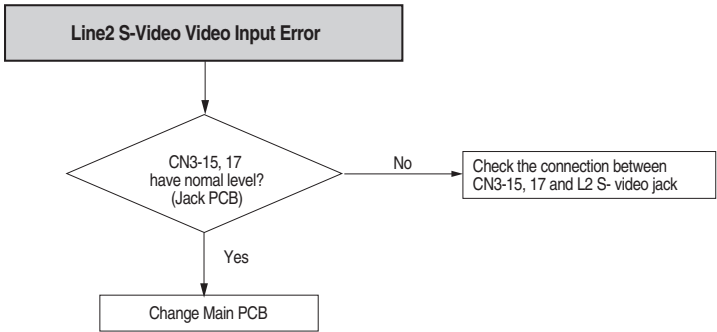 Line2 S-Video Video Input Error
CN3-15, 17
have nomal level?
(Jack PCB)
No
Check the connection between
CN3-15, 17 and L2 S- video jack
Yes
Change Main PCB